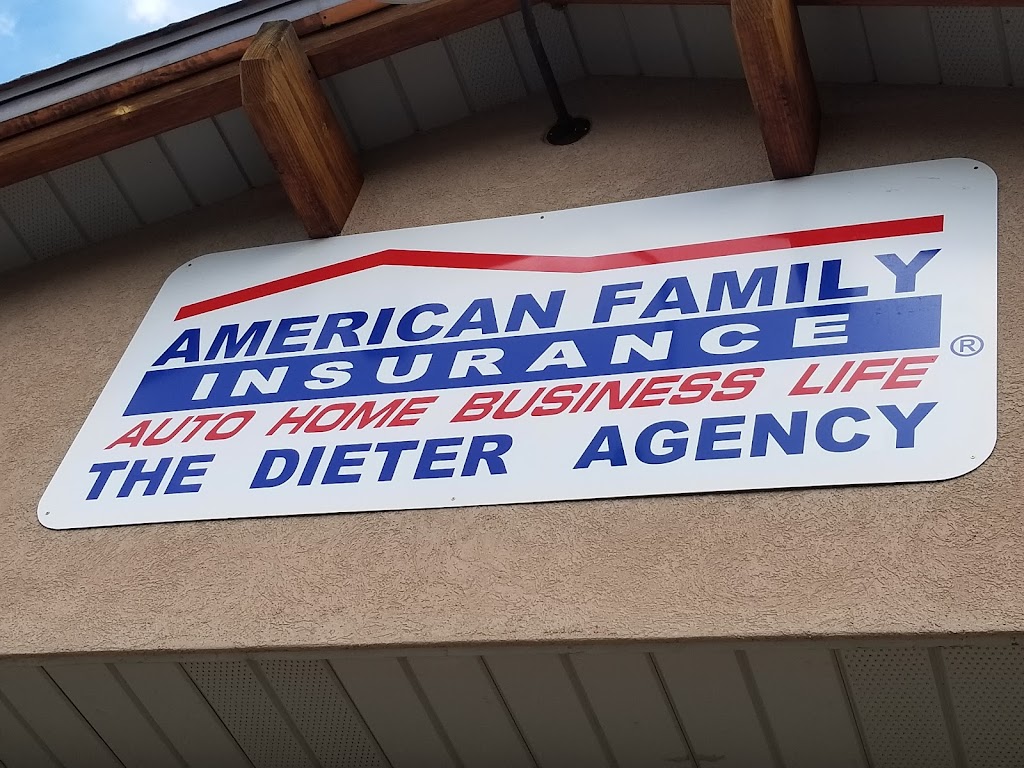 AMERICAN FAMILY
INSURANCE ®
AUTO HOME BUSINESS LIFE
THE DIETER AGENCY